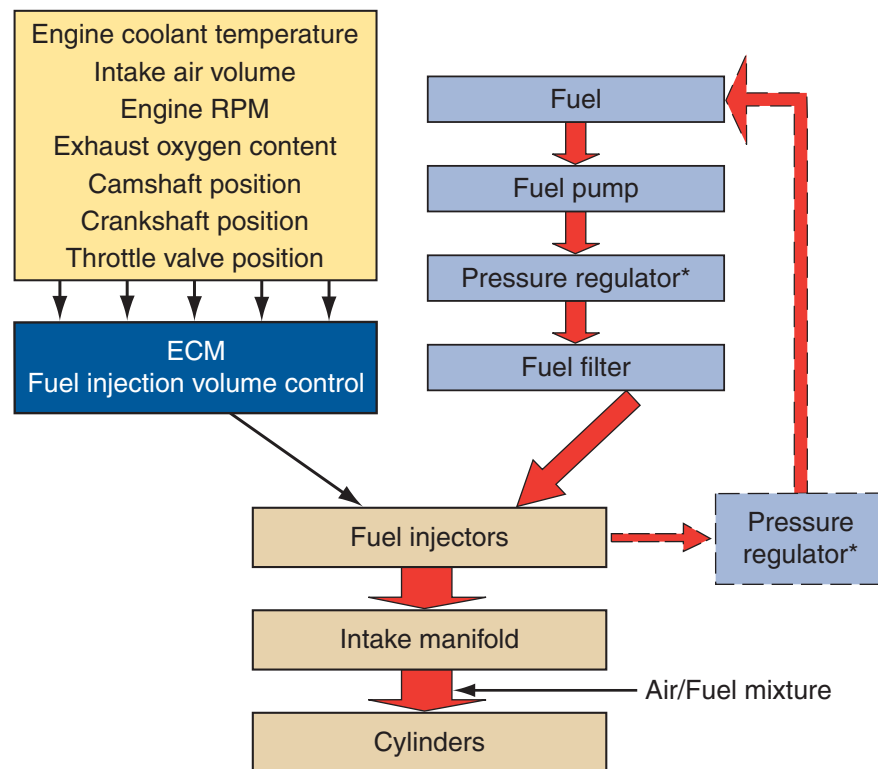 Engine coolant temperature
Intake air volume
Engine RPM
Exhaust oxygen content
Camshaft position
Crankshaft position
Throttle valve position
ECM
Fuel injection volume control
Fuel
Fuel pump
Pressure regulator*
Fuel filter
Fuel injectors
Pressure
regulator*
Intake manifold
Air/Fuel mixture
Cylinders